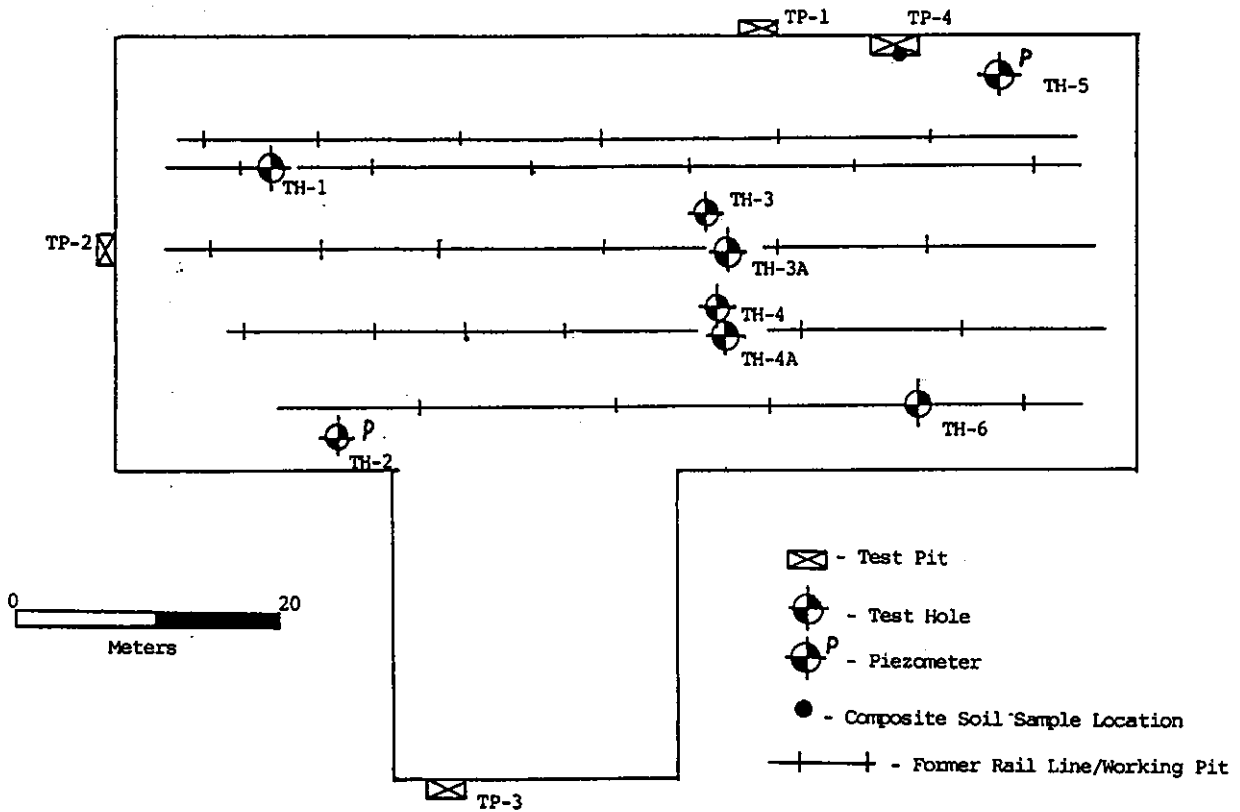 TP-1
TP-4
P
TH-5
TH-1
TH-3
TP-2
TH-3A
TH-4
TH-4A
P
TH-2
TH-6
0 20
Meters
TP-3
- Test Pit
- Test Hole
P
- Piezometer
- Composite Soil Sample Location
- Former Rail Line/Working Pit